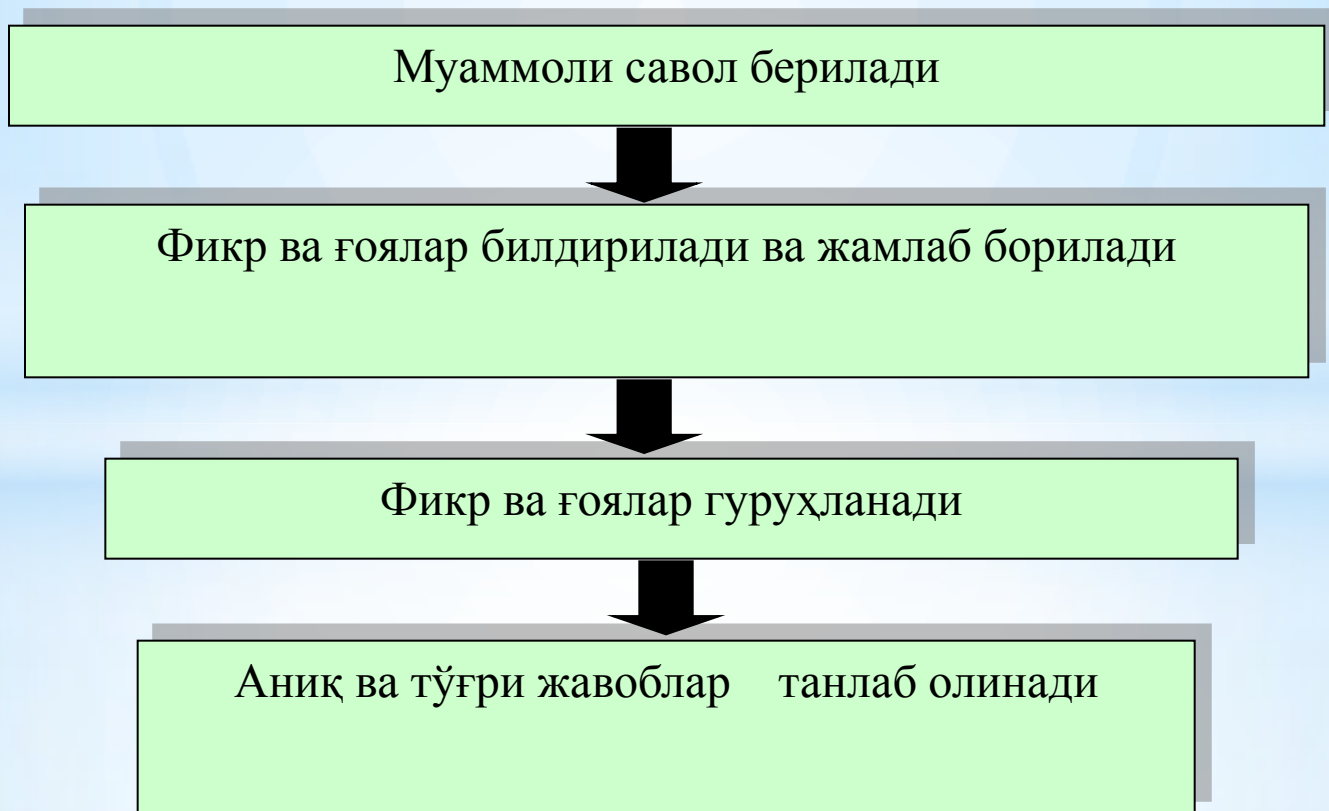 Муаммоли савол берилади
Фикр ва ғоялар билдирилади ва жамлаб борилади
Фикр ва ғоялар гуруҳланади
Аниқ ва тўғри жавоблар танлаб олинади